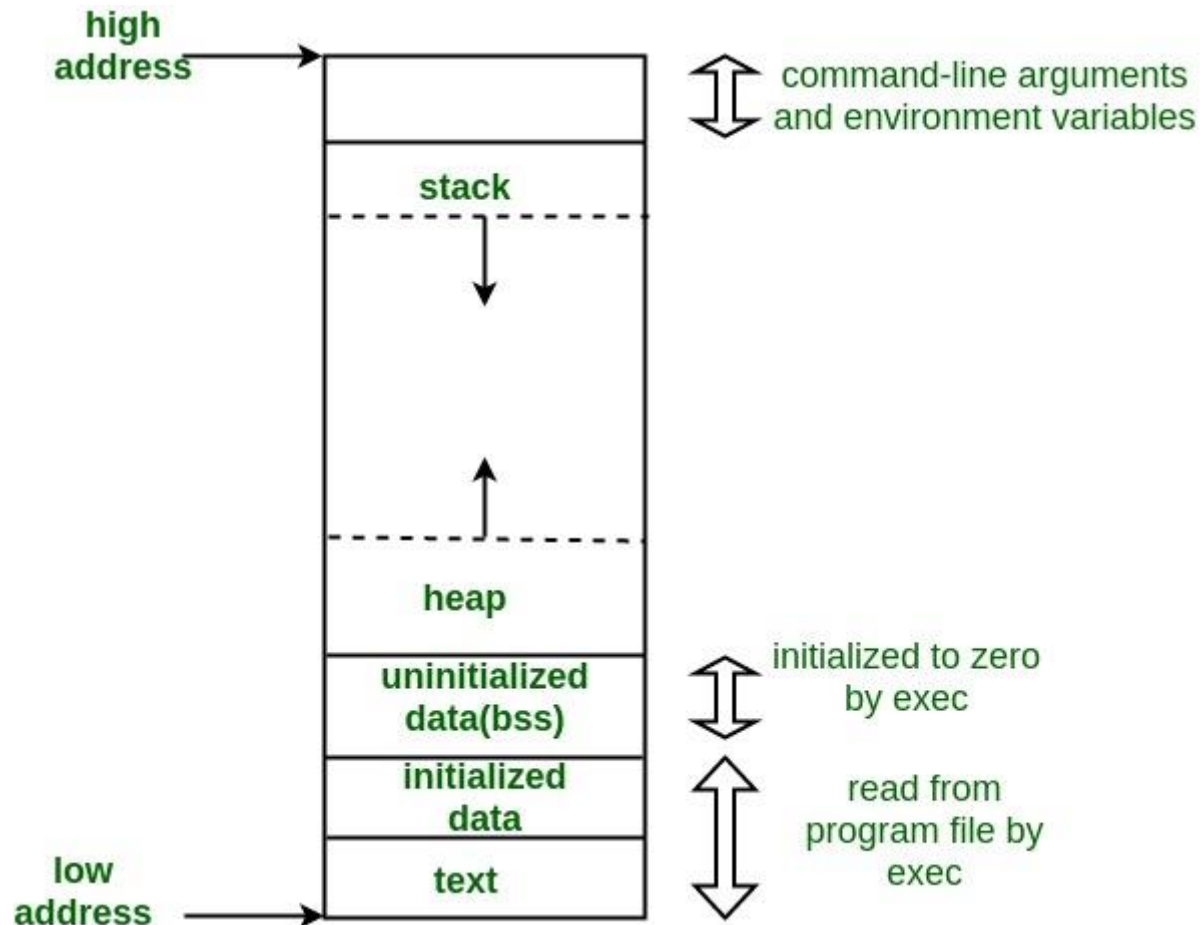 high
address
command-line arguments
and environment variables
stack
heap
uninitialized
data(bss)
initialized to zero
by exec
initialized
data
read from
program file by
exec
text
low
address